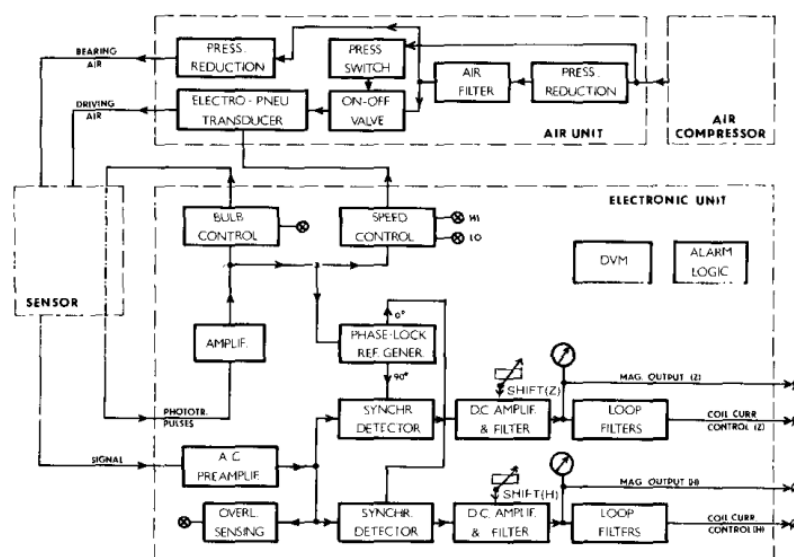 BEARING
AIR
PRESS.
REDUCTION
PRESS
SWITCH
AIR
FILTER
PRESS.
REDUCTION
DRIVING
AIR
ELECTRO-PNEU
TRANSDUCER
ON-OFF
VALVE
AIR UNIT
AIR
COMPRESSOR
ELECTRONIC UNIT
BULB
CONTROL
SPEED
CONTROL
HI
LO
DVM
ALARM
LOGIC
SENSOR
AMPLIF.
0°
PHASE-LOCK
REF. GENER.
90°
SHIFT(Z)
MAG. OUTPUT (Z)
PHOTOTR.
PULSES
SYNCHR
DETECTOR
D.C. AMPLIF.
& FILTER
LOOP
FILTERS
COIL CURR
CONTROL (Z)
SIGNAL
A.C.
PREAMPLIF.
SHIFT(H)
MAG. OUTPUT (H)
OVERL.
SENSING
SYNCHR.
DETECTOR
D.C. AMPLIF.
& FILTER
LOOP
FILTERS
COIL CURR
CONTROL (H)